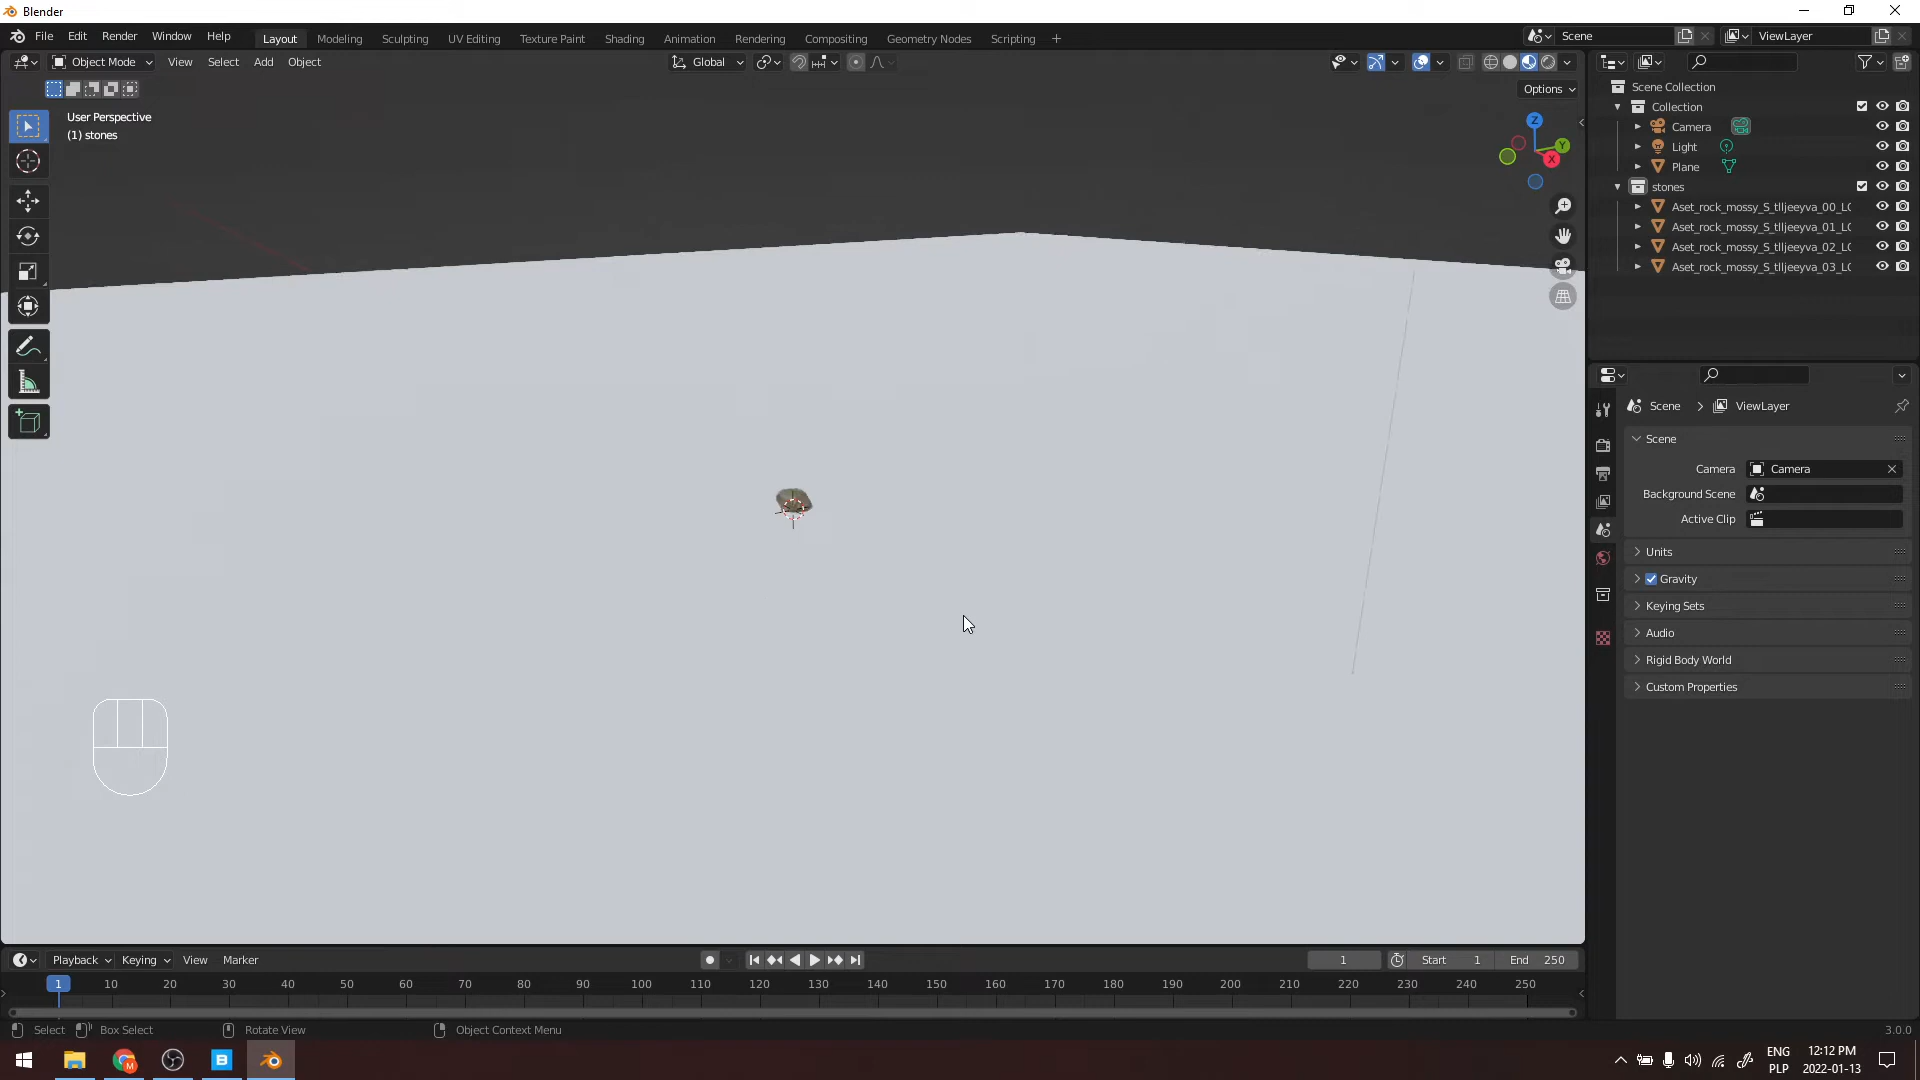 Blender
File Edit Render Window Help Layout Modeling Sculpting UV Editing Texture Paint Shading Animation Rendering Compositing Geometry Nodes Scripting + Scene ViewLayer
Object Mode View Select Add Object Global
Options
User Perspective
(1) stones
Z
Y
X
Scene Collection
Collection
Camera
Light
Plane
stones
Aset_rock_mossy_S_tlljeeyva_00_LO
Aset_rock_mossy_S_tlljeeyva_01_LO
Aset_rock_mossy_S_tlljeeyva_02_LO
Aset_rock_mossy_S_tlljeeyva_03_LO
Scene > ViewLayer
Scene
Camera Camera
Background Scene
Active Clip
Units
Gravity
Keying Sets
Audio
Rigid Body World
Custom Properties
Playback Keying View Marker 1 Start 1 End 250
1 10 20 30 40 50 60 70 80 90 100 110 120 130 140 150 160 170 180 190 200 210 220 230 240 250
Select Box Select Rotate View Object Context Menu 3.0.0
ENG 12:12 PM
PLP 2022-01-13